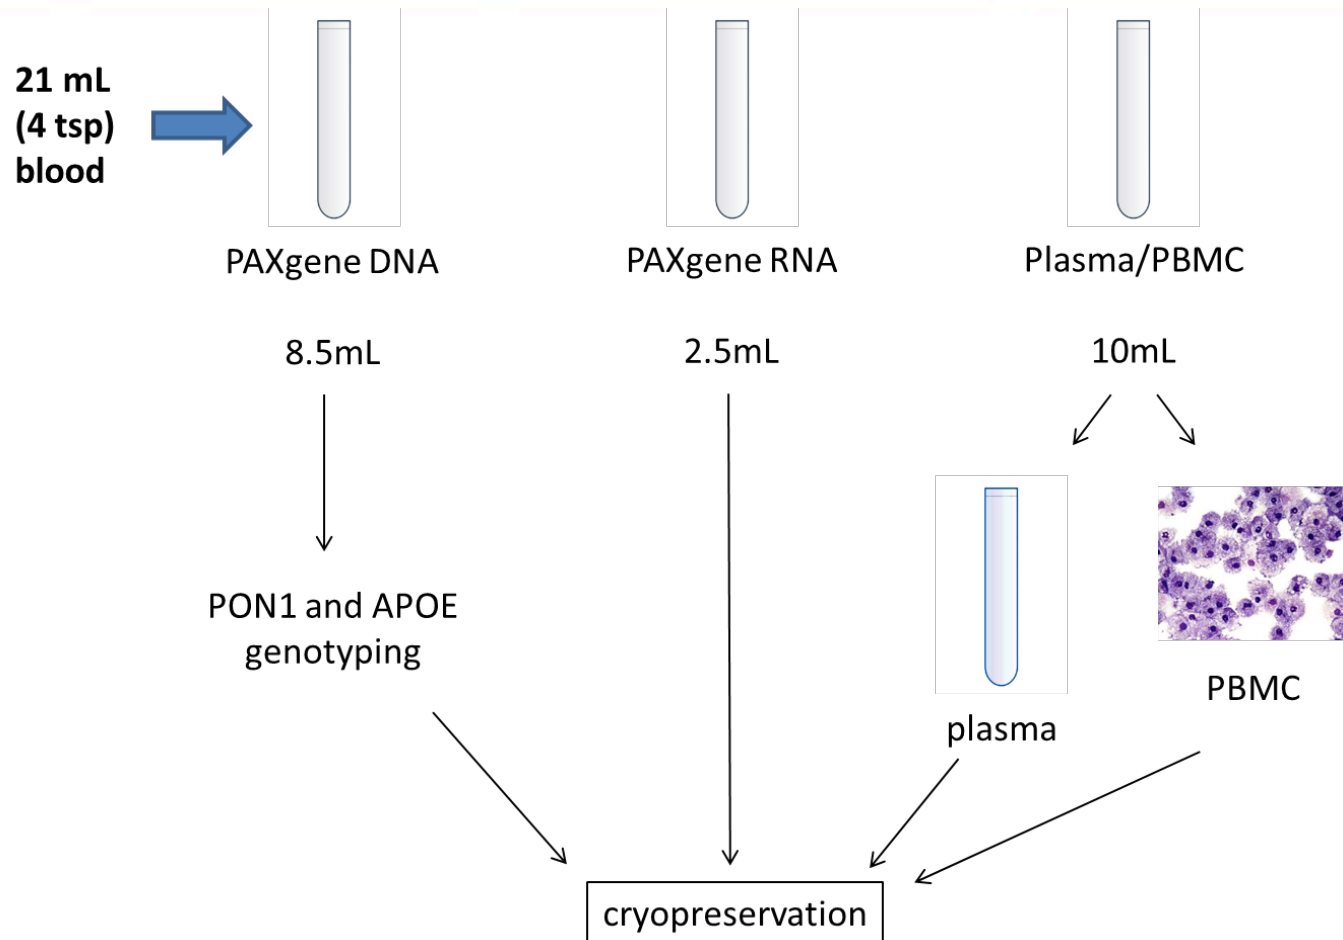 21 mL
(4 tsp)
blood
PAXgene DNA
PAXgene RNA
Plasma/PBMC
8.5mL
2.5mL
10mL
PON1 and APOE
genotyping
plasma
PBMC
cryopreservation